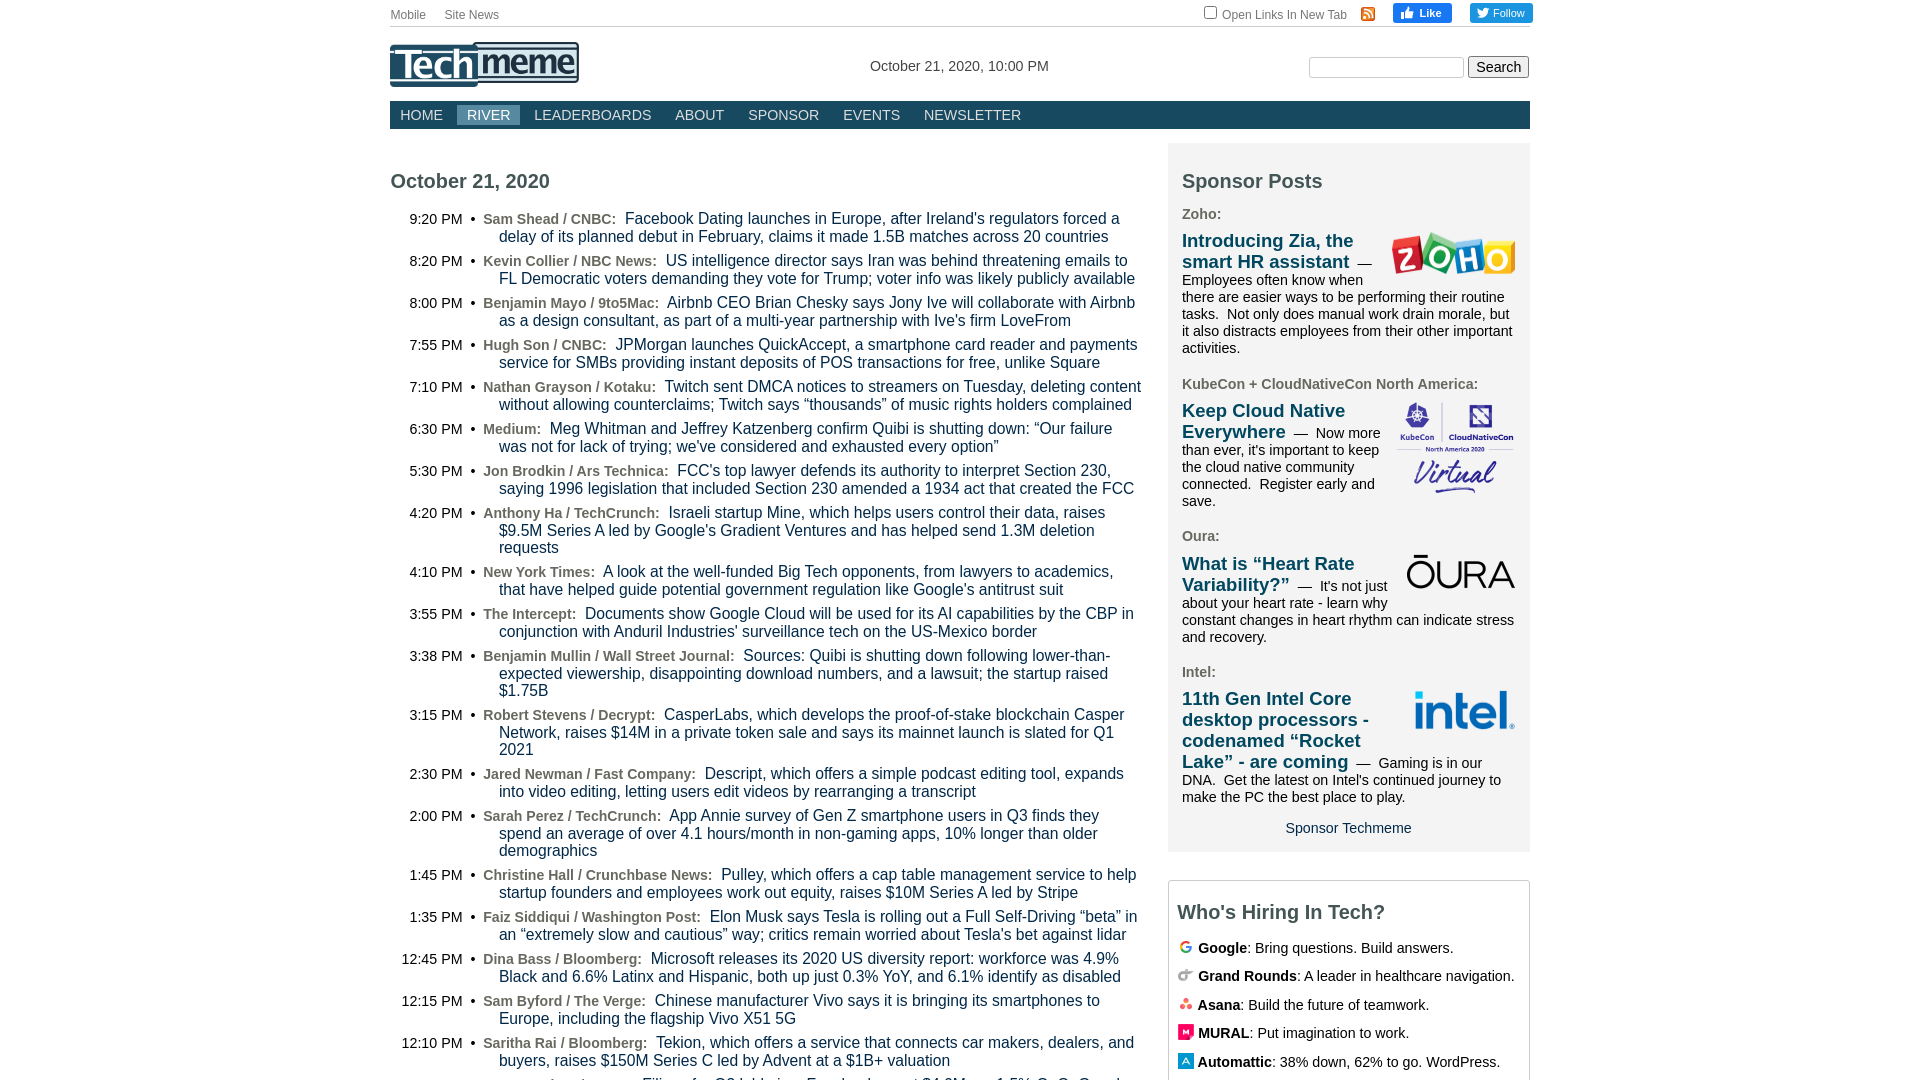 Mobile Site News Open Links In New Tab Like Follow
Techmeme October 21, 2020, 10:00 PM Search
HOME RIVER LEADERBOARDS ABOUT SPONSOR EVENTS NEWSLETTER
October 21, 2020
9:20 PM • Sam Shead / CNBC: Facebook Dating launches in Europe, after Ireland's regulators forced a
delay of its planned debut in February, claims it made 1.5B matches across 20 countries
8:20 PM • Kevin Collier / NBC News: US intelligence director says Iran was behind threatening emails to
FL Democratic voters demanding they vote for Trump; voter info was likely publicly available
8:00 PM • Benjamin Mayo / 9to5Mac: Airbnb CEO Brian Chesky says Jony Ive will collaborate with Airbnb
as a design consultant, as part of a multi-year partnership with Ive's firm LoveFrom
7:55 PM • Hugh Son / CNBC: JPMorgan launches QuickAccept, a smartphone card reader and payments
service for SMBs providing instant deposits of POS transactions for free, unlike Square
7:10 PM • Nathan Grayson / Kotaku: Twitch sent DMCA notices to streamers on Tuesday, deleting content
without allowing counterclaims; Twitch says “thousands” of music rights holders complained
6:30 PM • Medium: Meg Whitman and Jeffrey Katzenberg confirm Quibi is shutting down: “Our failure
was not for lack of trying; we've considered and exhausted every option”
5:30 PM • Jon Brodkin / Ars Technica: FCC's top lawyer defends its authority to interpret Section 230,
saying 1996 legislation that included Section 230 amended a 1934 act that created the FCC
4:20 PM • Anthony Ha / TechCrunch: Israeli startup Mine, which helps users control their data, raises
$9.5M Series A led by Google's Gradient Ventures and has helped send 1.3M deletion
requests
4:10 PM • New York Times: A look at the well-funded Big Tech opponents, from lawyers to academics,
that have helped guide potential government regulation like Google's antitrust suit
3:55 PM • The Intercept: Documents show Google Cloud will be used for its AI capabilities by the CBP in
conjunction with Anduril Industries' surveillance tech on the US-Mexico border
3:38 PM • Benjamin Mullin / Wall Street Journal: Sources: Quibi is shutting down following lower-than-
expected viewership, disappointing download numbers, and a lawsuit; the startup raised
$1.75B
3:15 PM • Robert Stevens / Decrypt: CasperLabs, which develops the proof-of-stake blockchain Casper
Network, raises $14M in a private token sale and says its mainnet launch is slated for Q1
2021
2:30 PM • Jared Newman / Fast Company: Descript, which offers a simple podcast editing tool, expands
into video editing, letting users edit videos by rearranging a transcript
2:00 PM • Sarah Perez / TechCrunch: App Annie survey of Gen Z smartphone users in Q3 finds they
spend an average of over 4.1 hours/month in non-gaming apps, 10% longer than older
demographics
1:45 PM • Christine Hall / Crunchbase News: Pulley, which offers a cap table management service to help
startup founders and employees work out equity, raises $10M Series A led by Stripe
1:35 PM • Faiz Siddiqui / Washington Post: Elon Musk says Tesla is rolling out a Full Self-Driving “beta” in
an “extremely slow and cautious” way; critics remain worried about Tesla's bet against lidar
12:45 PM • Dina Bass / Bloomberg: Microsoft releases its 2020 US diversity report: workforce was 4.9%
Black and 6.6% Latinx and Hispanic, both up just 0.3% YoY, and 6.1% identify as disabled
12:15 PM • Sam Byford / The Verge: Chinese manufacturer Vivo says it is bringing its smartphones to
Europe, including the flagship Vivo X51 5G
12:10 PM • Saritha Rai / Bloomberg: Tekion, which offers a service that connects car makers, dealers, and
buyers, raises $150M Series C led by Advent at a $1B+ valuation
Sponsor Posts
Zoho:
Introducing Zia, the
smart HR assistant —
ZOHO
Employees often know when
there are easier ways to be performing their routine
tasks. Not only does manual work drain morale, but
it also distracts employees from their other important
activities.
KubeCon + CloudNativeCon North America:
Keep Cloud Native
Everywhere — Now more
than ever, it's important to keep
the cloud native community
connected. Register early and
save.
KubeCon CloudNativeCon
North America 2020
Virtual
Oura:
What is “Heart Rate
Variability?” — It's not just
ŌURA
about your heart rate - learn why
constant changes in heart rhythm can indicate stress
and recovery.
Intel:
11th Gen Intel Core
desktop processors -
codenamed “Rocket
Lake” - are coming — Gaming is in our
intel.
DNA. Get the latest on Intel's continued journey to
make the PC the best place to play.
Sponsor Techmeme
Who's Hiring In Tech?
Google: Bring questions. Build answers.
Grand Rounds: A leader in healthcare navigation.
Asana: Build the future of teamwork.
MURAL: Put imagination to work.
Automattic: 38% down, 62% to go. WordPress.